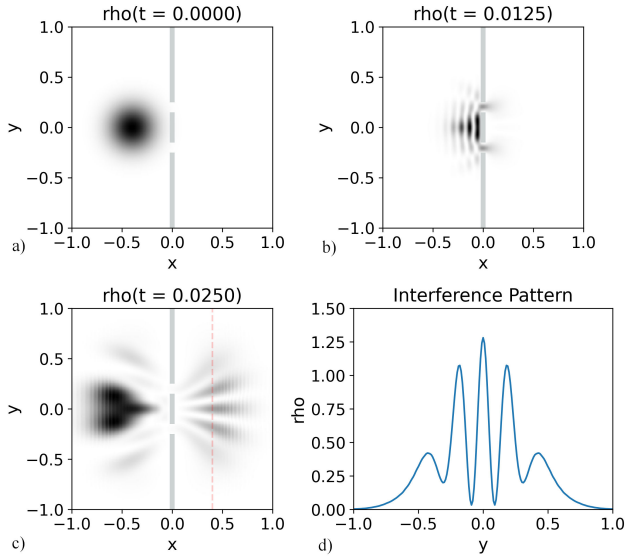 rho(t = 0.0000)
1.0
0.5
0.0
−0.5
−1.0
y
−1.0 −0.5 0.0 0.5 1.0
x
a)
rho(t = 0.0125)
1.0
0.5
0.0
−0.5
−1.0
y
−1.0 −0.5 0.0 0.5 1.0
x
b)
rho(t = 0.0250)
1.0
0.5
0.0
−0.5
−1.0
y
−1.0 −0.5 0.0 0.5 1.0
x
c)
Interference Pattern
1.50
1.25
1.00
0.75
0.50
0.25
0.00
rho
−1.0 −0.5 0.0 0.5 1.0
y
d)